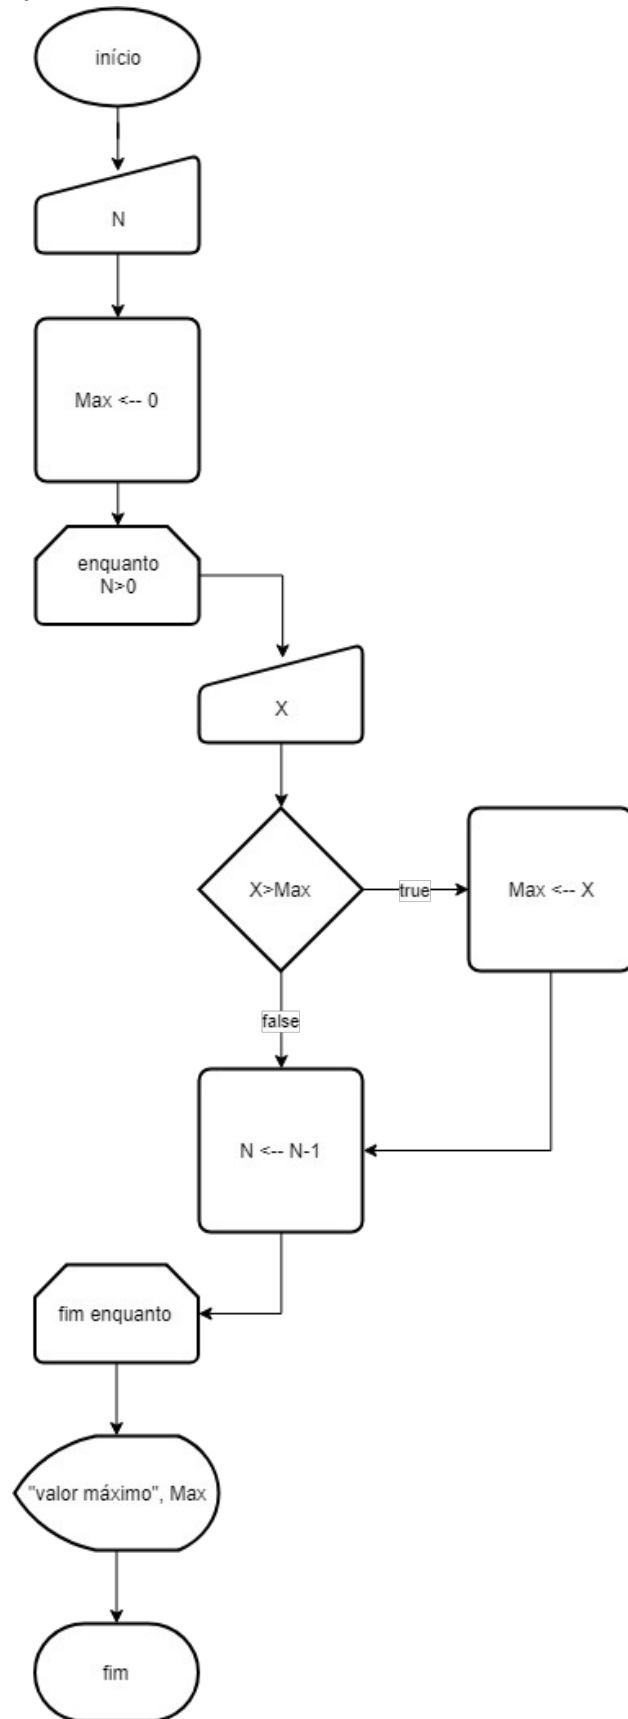 início
N
Max <-- 0
enquanto
N>0
X
X>Max
true
Max <-- X
false
N <-- N-1
fim enquanto
"valor máximo", Max
fim